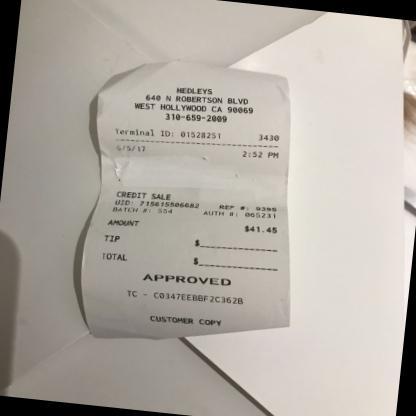 HEDLEYS
640 N ROBERTSON BLVD
WEST HOLLYWOOD CA 90069
310-659-2009
Terminal ID: 01528251 3430
6/5/17 2:52 PM
CREDIT SALE
UID: 715615506682 REF #: 9395
BATCH #: 554 AUTH #: 065231
AMOUNT $41.45
TIP $
TOTAL $
APPROVED
TC - C0347EEBBF2C362B
CUSTOMER COPY